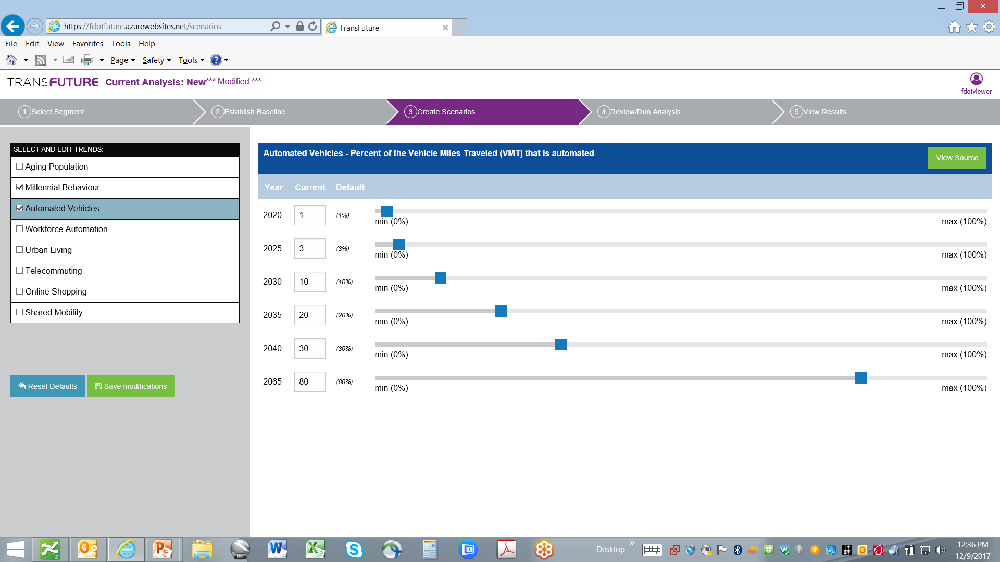 https://fdotfuture.azurewebsites.net/scenarios
TransFuture
File Edit View Favorites Tools Help
Page Safety Tools
TRANSFUTURE Current Analysis: New*** Modified ***
fdotviewer
1 Select Segment
2 Establish Baseline
3 Create Scenarios
4 Review/Run Analysis
5 View Results
SELECT AND EDIT TRENDS:
Aging Population
Millennial Behaviour
Automated Vehicles
Workforce Automation
Urban Living
Telecommuting
Online Shopping
Shared Mobility
Reset Defaults Save modifications
Automated Vehicles - Percent of the Vehicle Miles Traveled (VMT) that is automated
View Source
Year Current Default
2020 1 (1%)
min (0%) max (100%)
2025 3 (3%)
min (0%) max (100%)
2030 10 (10%)
min (0%) max (100%)
2035 20 (20%)
min (0%) max (100%)
2040 30 (30%)
min (0%) max (100%)
2065 80 (80%)
min (0%) max (100%)
Desktop
12:36 PM
12/9/2017